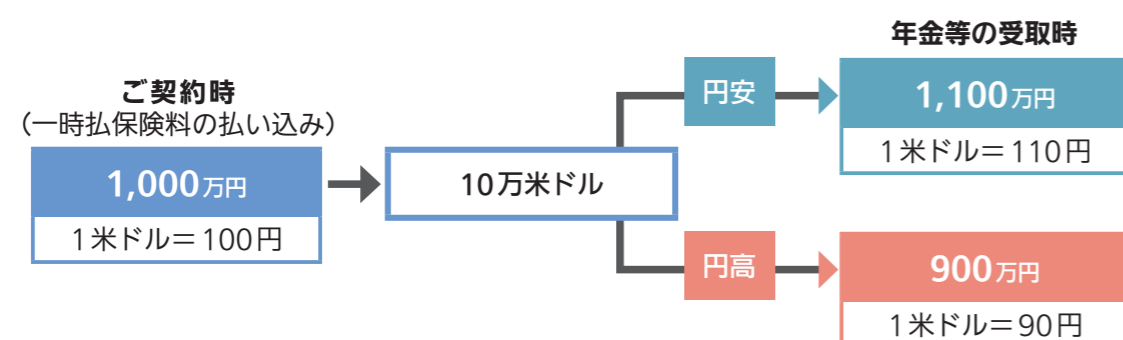 ご契約時
（一時払保険料の払い込み）
1,000万円
1米ドル＝100円
10万米ドル
円安
円高
年金等の受取時
1,100万円
1米ドル＝110円
900万円
1米ドル＝90円